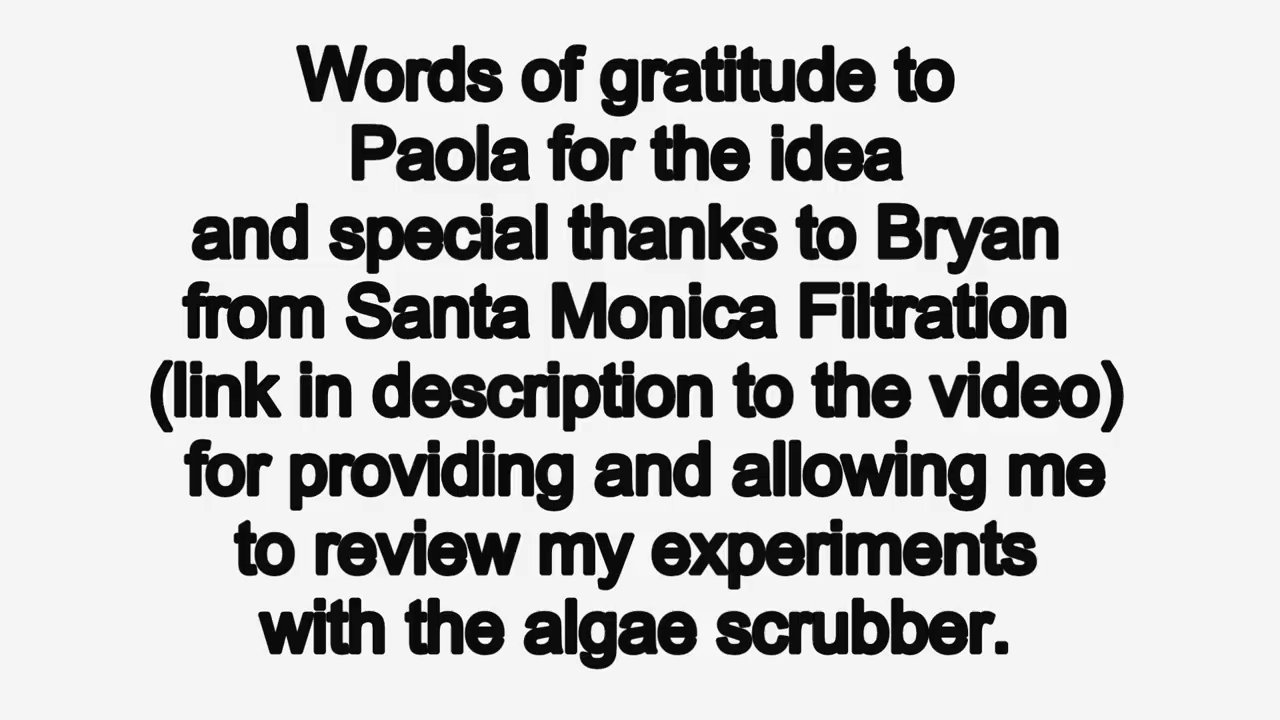 Words of gratitude to
Paola for the idea
and special thanks to Bryan
from Santa Monica Filtration
(link in description to the video)
for providing and allowing me
to review my experiments
with the algae scrubber.